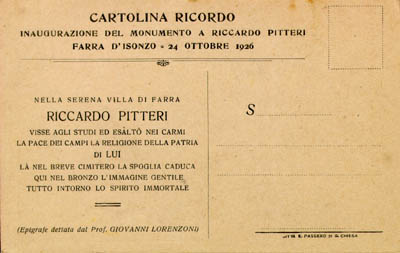 CARTOLINA RICORDO
INAUGURAZIONE DEL MONUMENTO A RICCARDO PITTERI
FARRA D'ISONZO - 24 OTTOBRE 1926
NELLA SERENA VILLA DI FARRA
RICCARDO PITTERI
VISSE AGLI STUDI ED ESALTÒ NEI CARMI
LA PACE DEI CAMPI LA RELIGIONE DELLA PATRIA
DI LUI
LÀ NEL BREVE CIMITERO LA SPOGLIA CADUCA
QUI NEL BRONZO L'IMMAGINE GENTILE
TUTTO INTORNO LO SPIRITO IMMORTALE
(Epigrafe dettata dal Prof. GIOVANNI LORENZONI)
S
PASSERO DI G. CHIESA